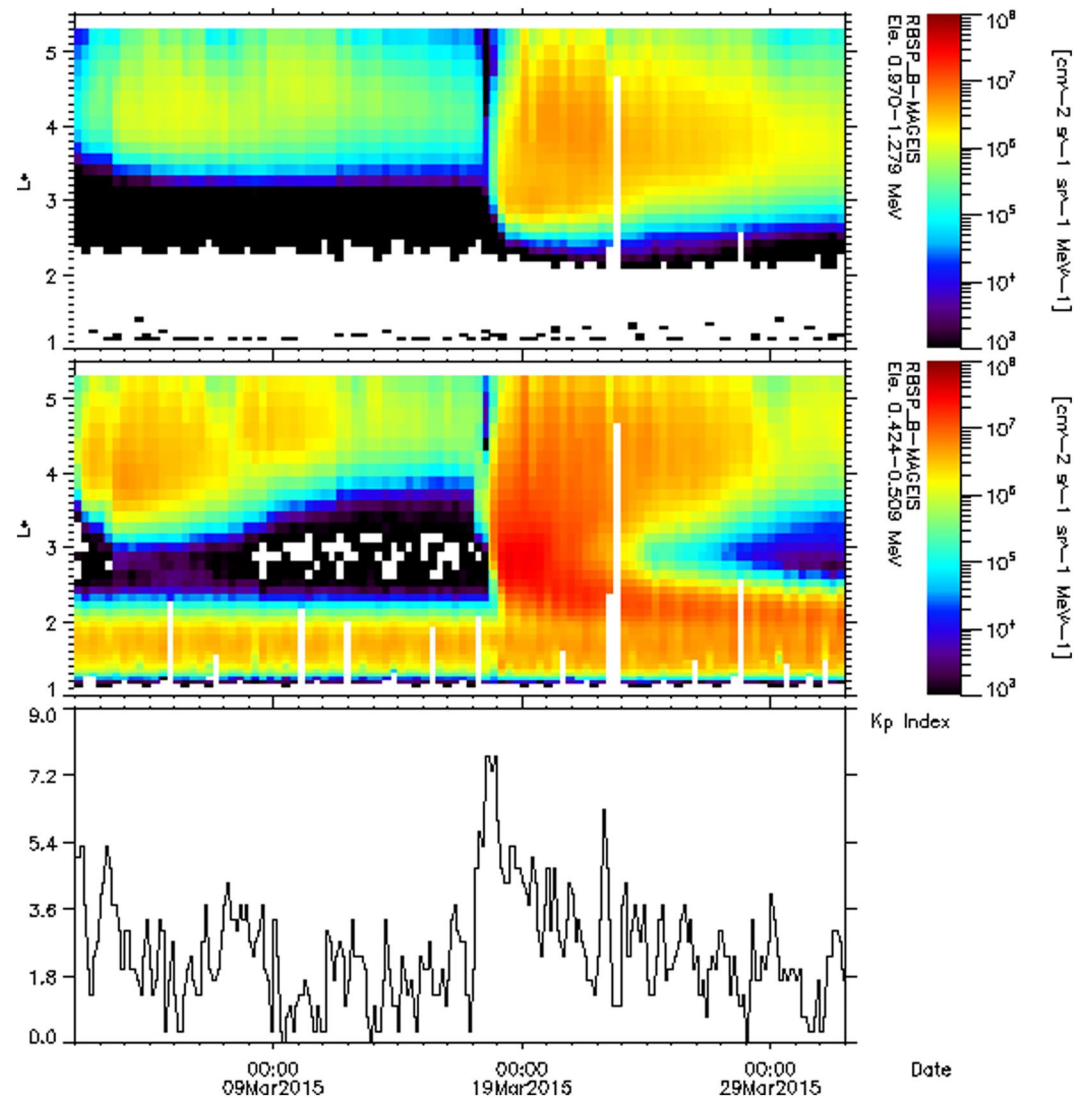 5
4
3
2
1
L*
RBSP_B-MAGEIS
Ele. 0.970-1.279 MeV
10^8
10^7
10^6
10^5
10^4
10^3
[cm^-2 s^-1 sr^-1 MeV^-1]
5
4
3
2
1
L*
RBSP_B-MAGEIS
Ele. 0.424-0.509 MeV
10^8
10^7
10^6
10^5
10^4
10^3
[cm^-2 s^-1 sr^-1 MeV^-1]
9.0
7.2
5.4
3.6
1.8
0.0
Kp Index
00:00 00:00 00:00 Date
09Mar2015 19Mar2015 29Mar2015